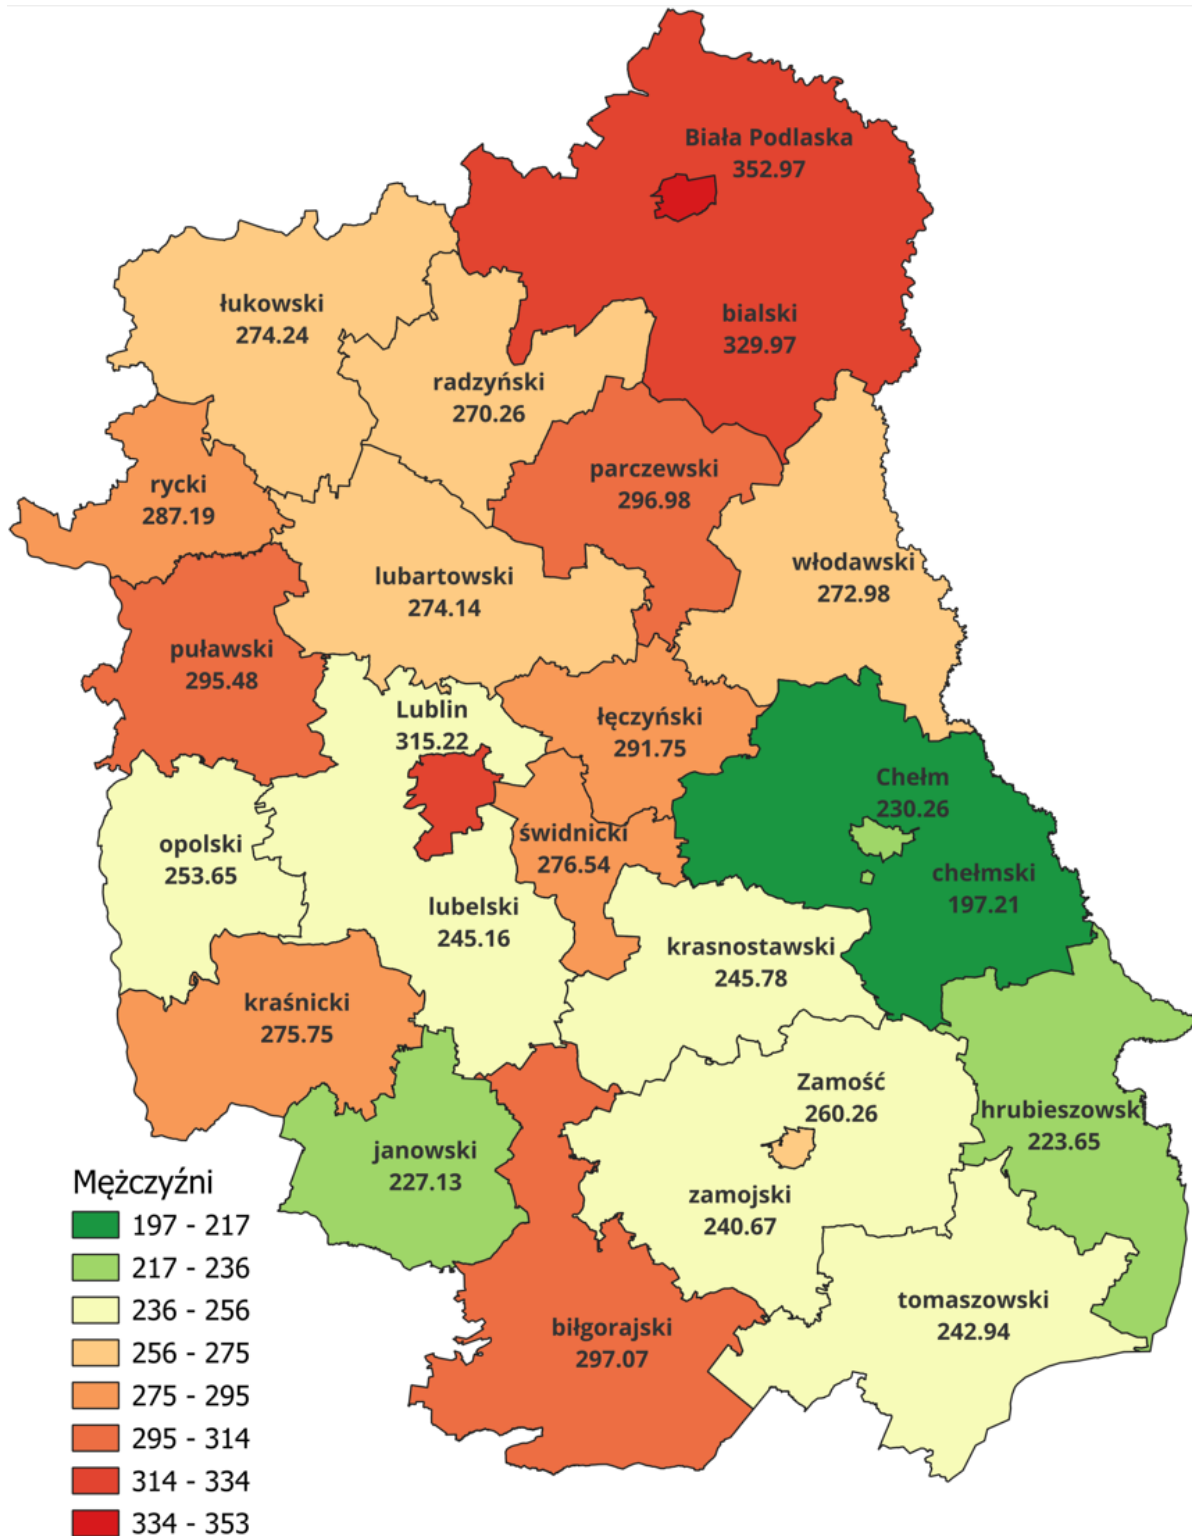 Biała Podlaska
352.97
łukowski
274.24
bialski
329.97
radzyński
270.26
parczewski
296.98
rycki
287.19
włodawski
272.98
lubartowski
274.14
puławski
295.48
Lublin
315.22
łęczyński
291.75
Chełm
230.26
opolski
253.65
świdnicki
276.54
chełmski
197.21
lubelski
245.16
krasnostawski
245.78
kraśnicki
275.75
Zamość
260.26
hrubieszowski
223.65
janowski
227.13
zamojski
240.67
tomaszowski
242.94
biłgorajski
297.07
Mężczyźni
197 - 217
217 - 236
236 - 256
256 - 275
275 - 295
295 - 314
314 - 334
334 - 353